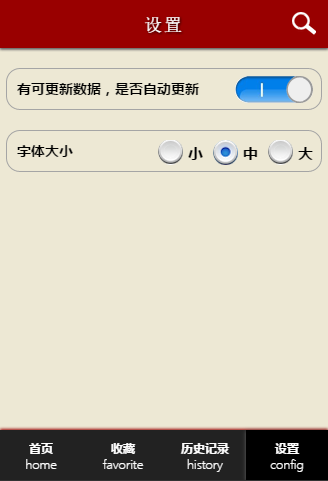 设置
有可更新数据，是否自动更新
字体大小 小 中 大
首页 收藏 历史记录 设置
home favorite history config